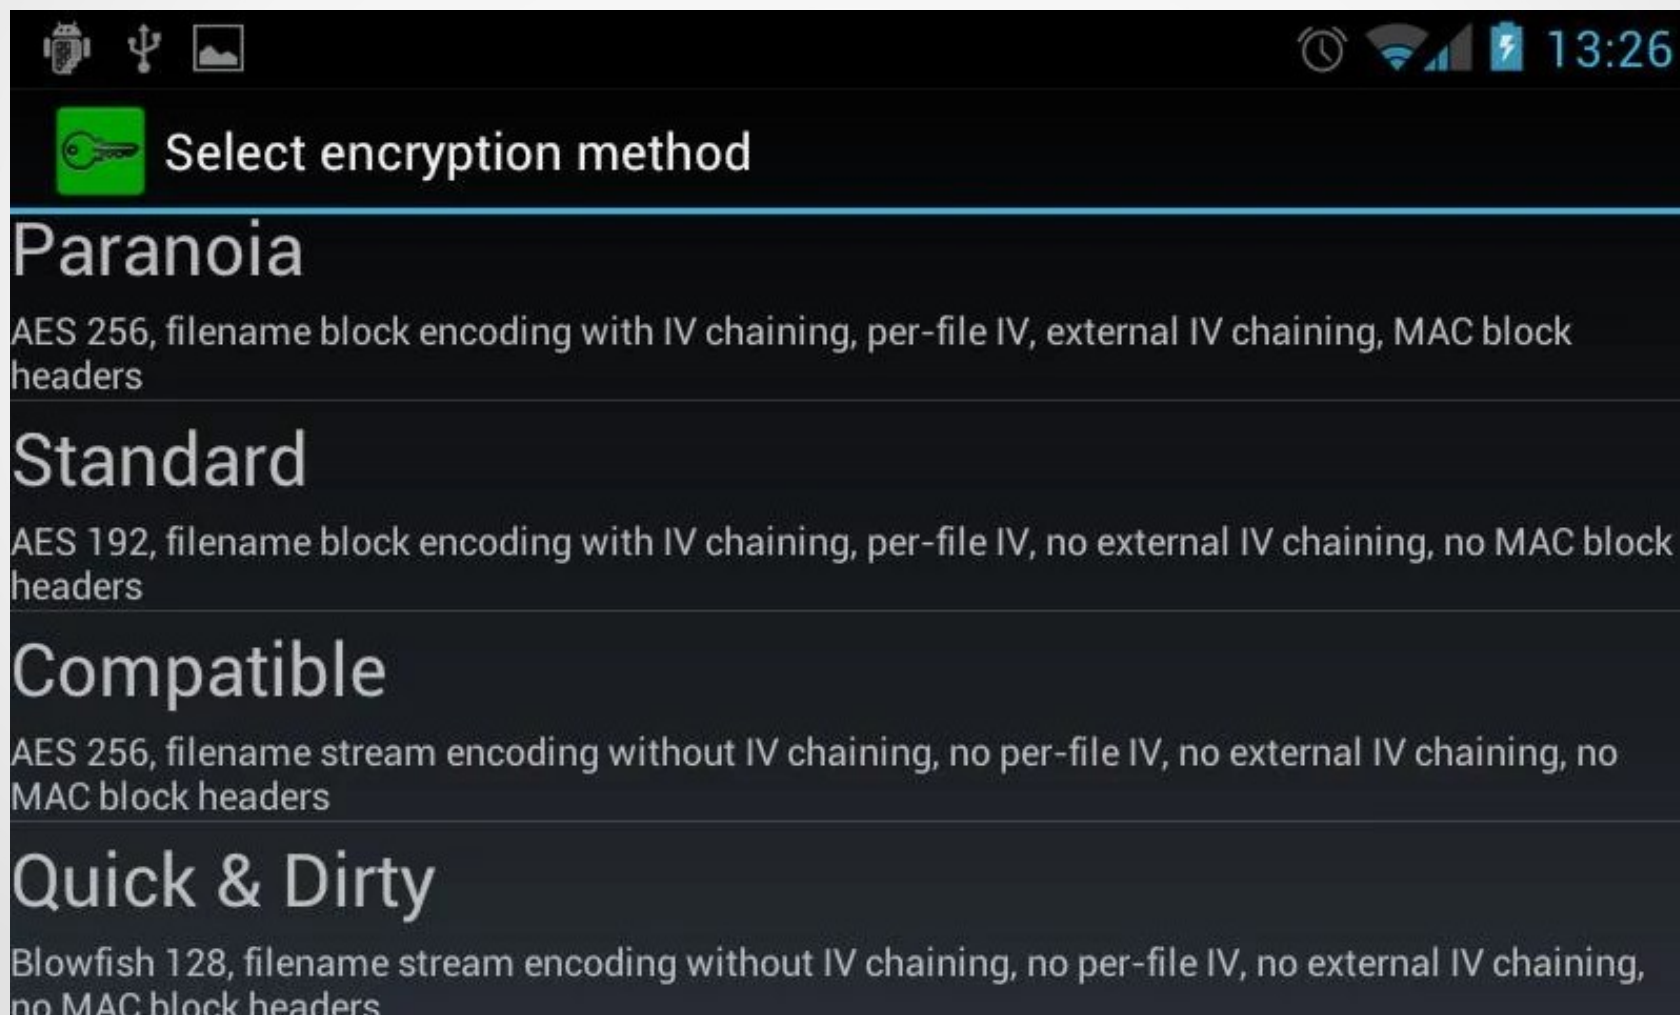 13:26
Select encryption method
Paranoia
AES 256, filename block encoding with IV chaining, per-file IV, external IV chaining, MAC block
headers
Standard
AES 192, filename block encoding with IV chaining, per-file IV, no external IV chaining, no MAC block
headers
Compatible
AES 256, filename stream encoding without IV chaining, no per-file IV, no external IV chaining, no
MAC block headers
Quick & Dirty
Blowfish 128, filename stream encoding without IV chaining, no per-file IV, no external IV chaining,
no MAC block headers